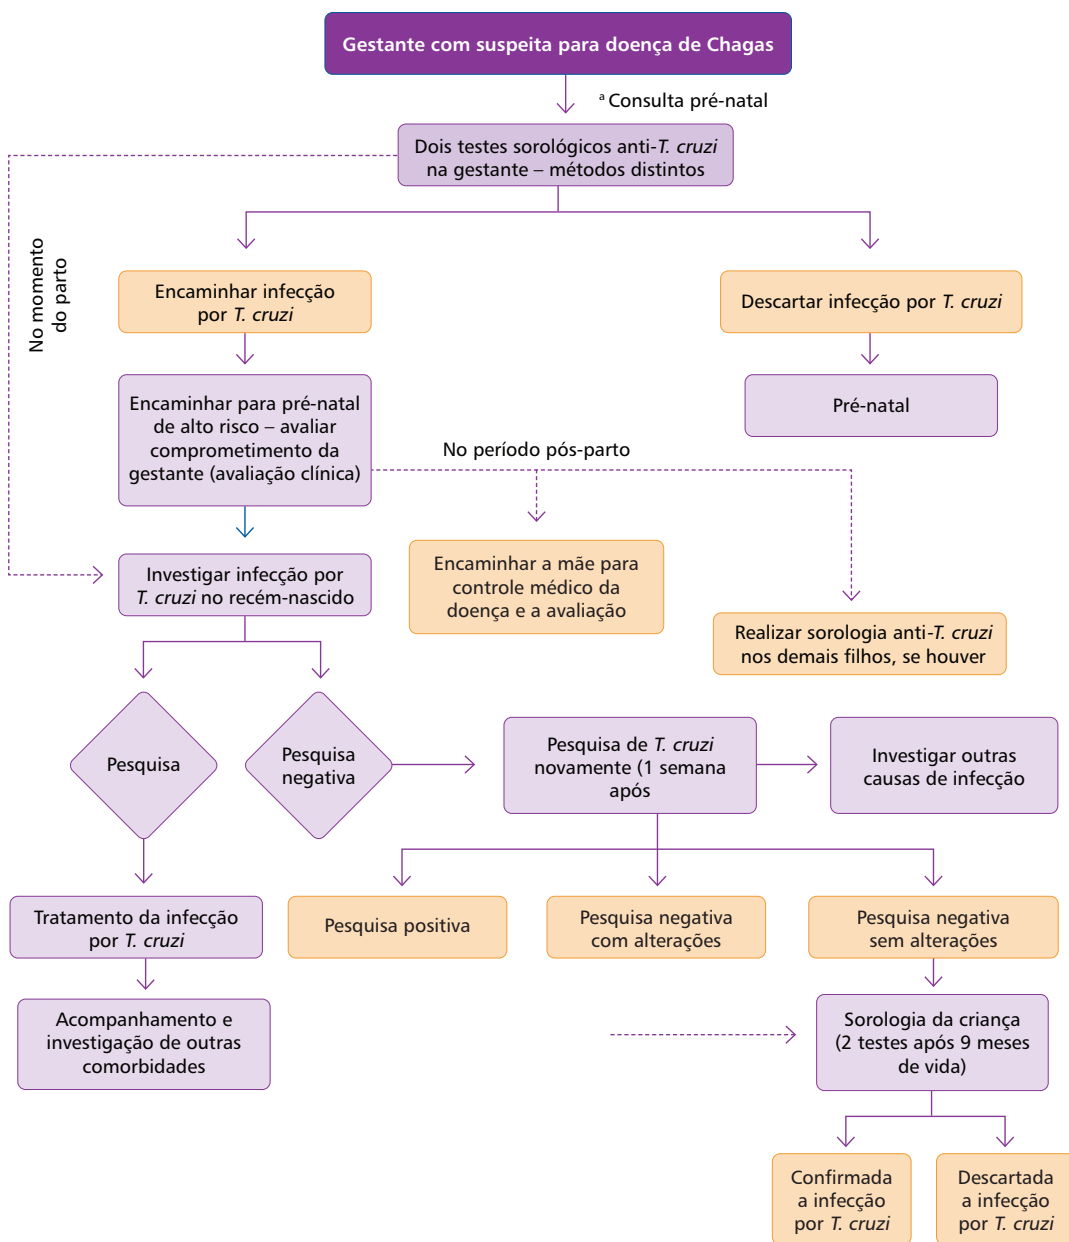 Gestante com suspeita para doença de Chagas
ª Consulta pré-natal
Dois testes sorológicos anti-T. cruzi
na gestante – métodos distintos
No momento
do parto
Encaminhar infecção
por T. cruzi
Descartar infecção por T. cruzi
Encaminhar para pré-natal
de alto risco – avaliar
comprometimento da
gestante (avaliação clínica)
Pré-natal
No período pós-parto
Investigar infecção por
T. cruzi no recém-nascido
Encaminhar a mãe para
controle médico da
doença e a avaliação
Realizar sorologia anti-T. cruzi
nos demais filhos, se houver
Pesquisa
Pesquisa
negativa
Pesquisa de T. cruzi
novamente (1 semana
após
Investigar outras
causas de infecção
Tratamento da infecção
por T. cruzi
Pesquisa positiva
Pesquisa negativa
com alterações
Pesquisa negativa
sem alterações
Acompanhamento e
investigação de outras
comorbidades
Sorologia da criança
(2 testes após 9 meses
de vida)
Confirmada
a infecção
por T. cruzi
Descartada
a infecção
por T. cruzi